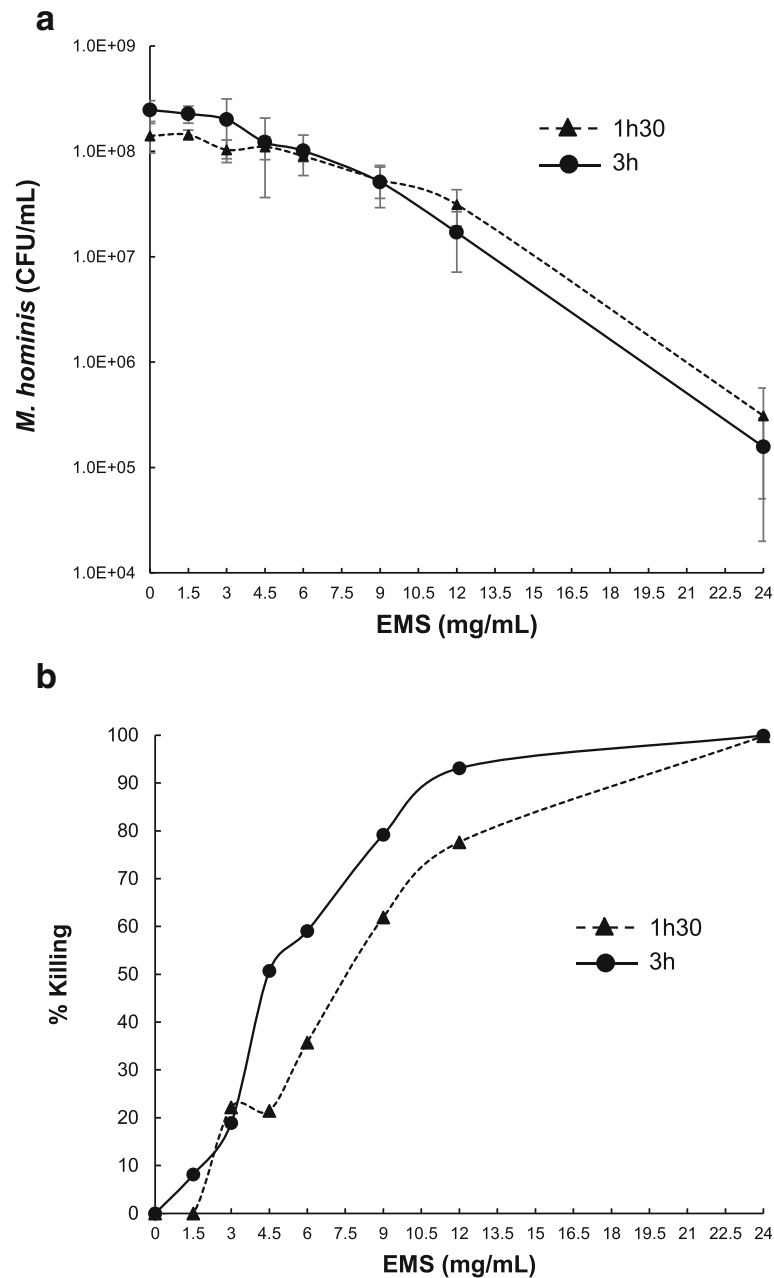 a
1.0E+09
1.0E+08
1.0E+07
1.0E+06
1.0E+05
1.0E+04
M. hominis (CFU/mL)
1h30
3h
0 1.5 3 4.5 6 7.5 9 10.5 12 13.5 15 16.5 18 19.5 21 22.5 24
EMS (mg/mL)
b
100
90
80
70
60
50
40
30
20
10
0
% Killing
1h30
3h
0 1.5 3 4.5 6 7.5 9 10.5 12 13.5 15 16.5 18 19.5 21 22.5 24
EMS (mg/mL)